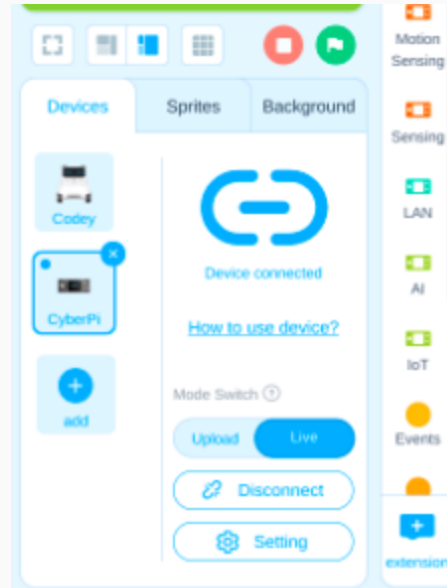 Devices
Sprites
Background
Codey
CyberPi
add
Device connected
How to use device?
Mode Switch ?
Upload
Live
Disconnect
Setting
Motion
Sensing
Sensing
LAN
AI
IoT
Events
extension